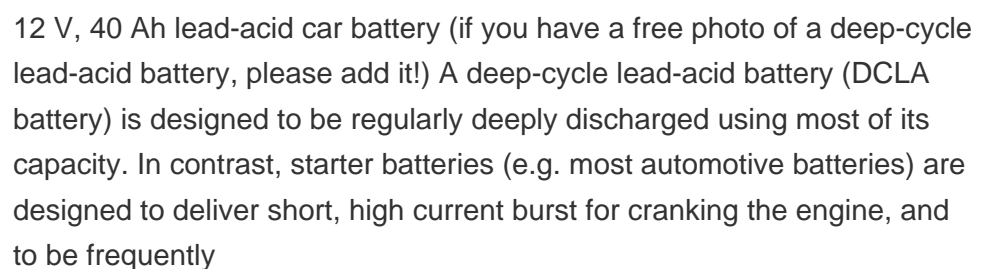 12 V, 40 Ah lead-acid car battery (if you have a free photo of a deep-cycle
lead-acid battery, please add it!) A deep-cycle lead-acid battery (DCLA
battery) is designed to be regularly deeply discharged using most of its
capacity. In contrast, starter batteries (e.g. most automotive batteries) are
designed to deliver short, high current burst for cranking the engine, and
to be frequently